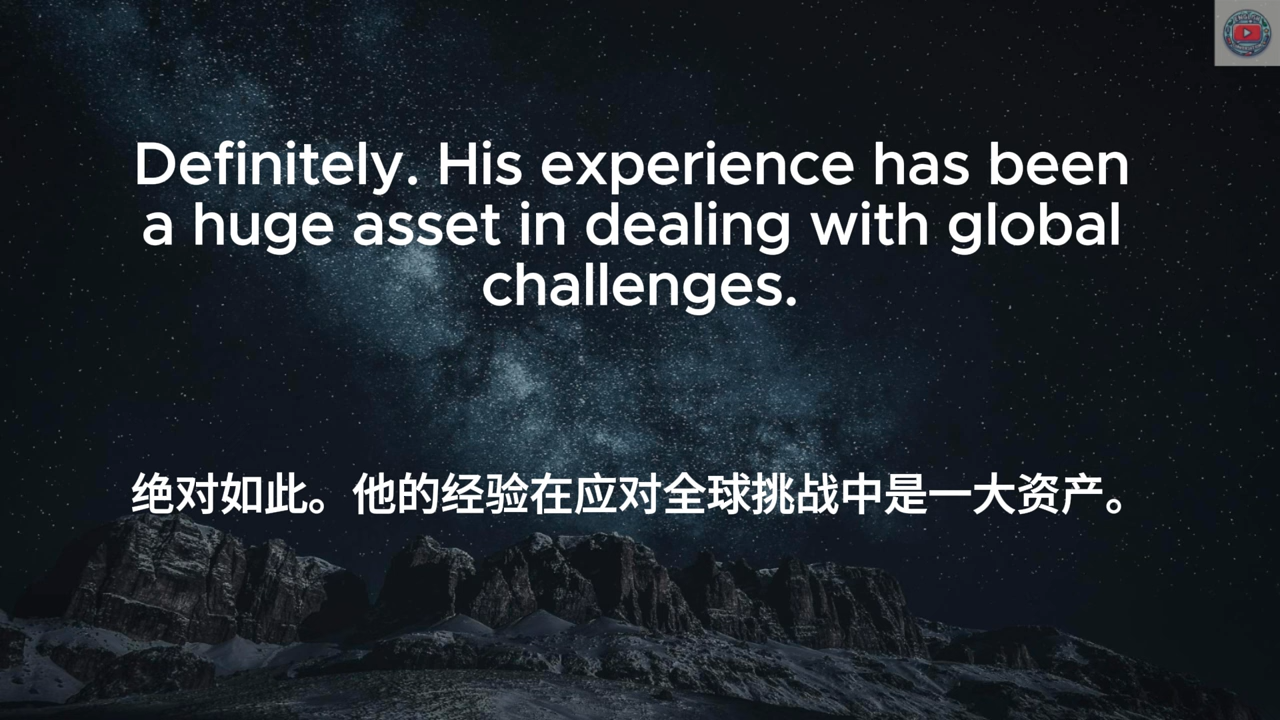 Definitely. His experience has been
a huge asset in dealing with global
challenges.
绝对如此。他的经验在应对全球挑战中是一大资产。